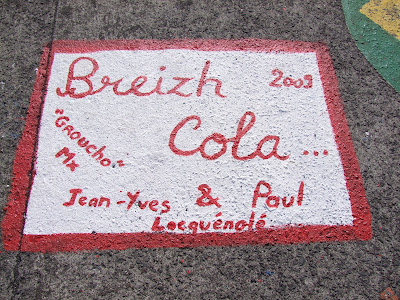 Breizh 2009
Cola ...
"GROUCHO."
MX
Jean-Yves & Paul
Locquénolé